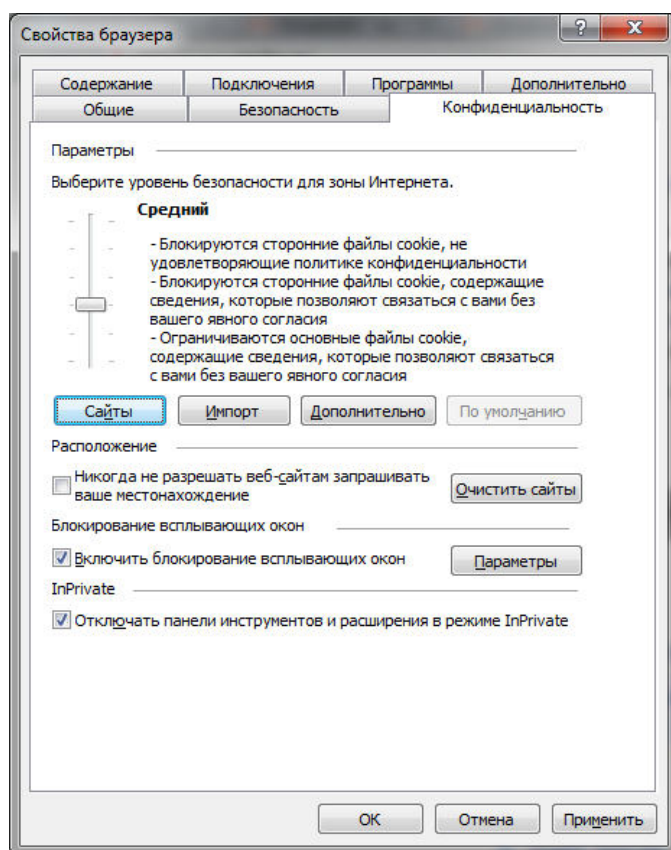 Свойства браузера
? X
Содержание Подключения Программы Дополнительно
Общие Безопасность Конфиденциальность
Параметры
Выберите уровень безопасности для зоны Интернета.
Средний
- Блокируются сторонние файлы cookie, не
удовлетворяющие политике конфиденциальности
- Блокируются сторонние файлы cookie, содержащие
сведения, которые позволяют связаться с вами без
вашего явного согласия
- Ограничиваются основные файлы cookie,
содержащие сведения, которые позволяют связаться
с вами без вашего явного согласия
Сайты Импорт Дополнительно По умолчанию
Расположение
Никогда не разрешать веб-сайтам запрашивать
ваше местонахождение
Очистить сайты
Блокирование всплывающих окон
Включить блокирование всплывающих окон Параметры
InPrivate
Отключать панели инструментов и расширения в режиме InPrivate
ОК Отмена Применить